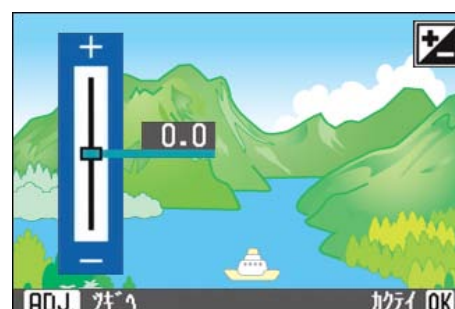 +
0.0
−
ADJ ﾂｷﾞﾍ ｶｸﾃｲ OK